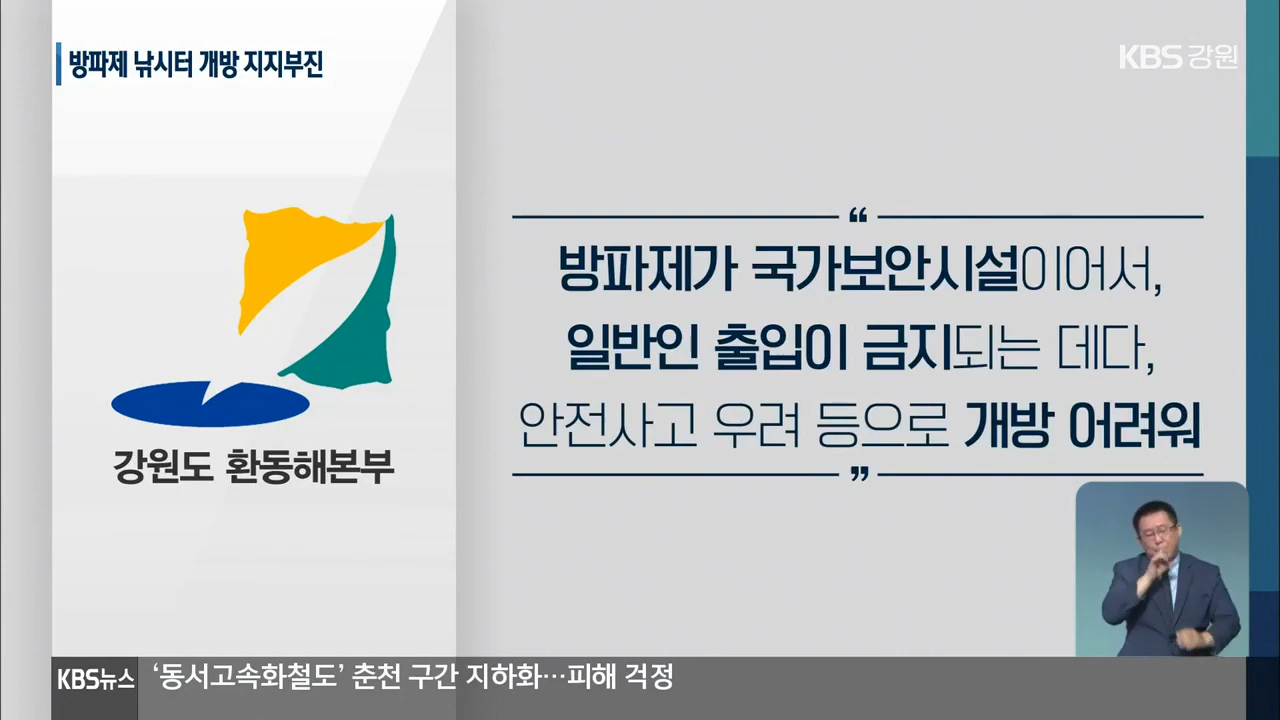 방파제 낚시터 개방 지지부진
KBS 강원
“
방파제가 국가보안시설이어서,
일반인 출입이 금지되는 데다,
안전사고 우려 등으로 개방 어려워
”
강원도 환동해본부
KBS뉴스 ‘동서고속화철도’ 춘천 구간 지하화…피해 걱정